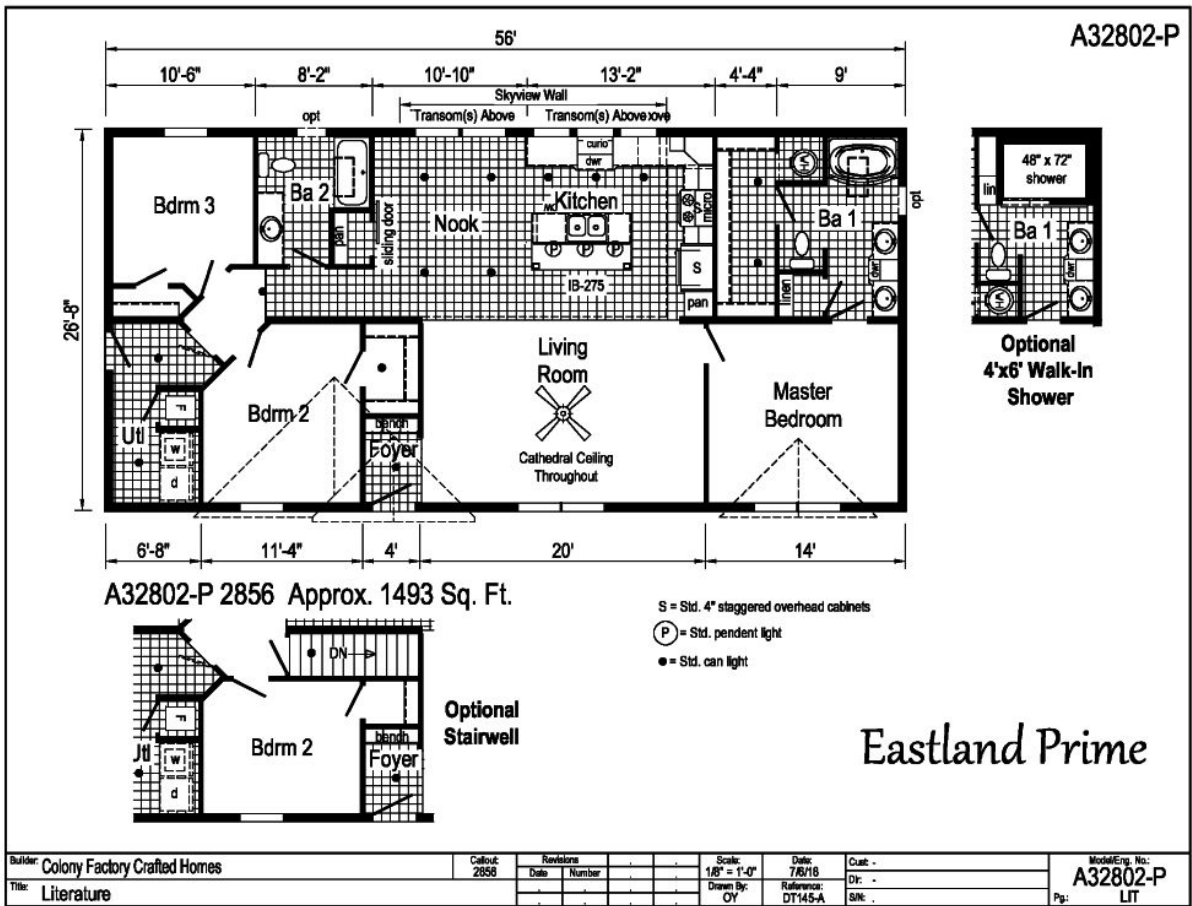 A32802-P
56'
10'-6"
8'-2"
10'-10"
13'-2"
4'-4"
9'
Skyview Wall
opt
Transom(s) Above
Transom(s) Above
26'-8"
Bdrm 3
Ba 2
pan
sliding door
Nook
curio
dwr
Kitchen
micro
S
S
pan
IB-275
WH
Ba 1
opt
dwr
linen
48" x 72"
shower
lin
Ba 1
dwr
WH
Optional
4'x6' Walk-In
Shower
Utl
F
w
d
Bdrm 2
bench
Foyer
Living
Room
Cathedral Ceiling
Throughout
Master
Bedroom
6'-8"
11'-4"
4'
20'
14'
A32802-P 2856 Approx. 1493 Sq. Ft.
S = Std. 4" staggered overhead cabinets
P = Std. pendent light
= Std. can light
P P P
DN
F
w
d
Bdrm 2
bench
Foyer
Optional
Stairwell
Eastland Prime
Builder: Colony Factory Crafted Homes
Title: Literature
Callout: 2856
Revisions
Date Number
Scale: 1/8" = 1'-0"
Drawn By: OY
Date: 7/6/16
Reference: DT145-A
Cust: -
Dir: -
S/N: .
Model/Eng. No.: A32802-P
Pg.: LIT